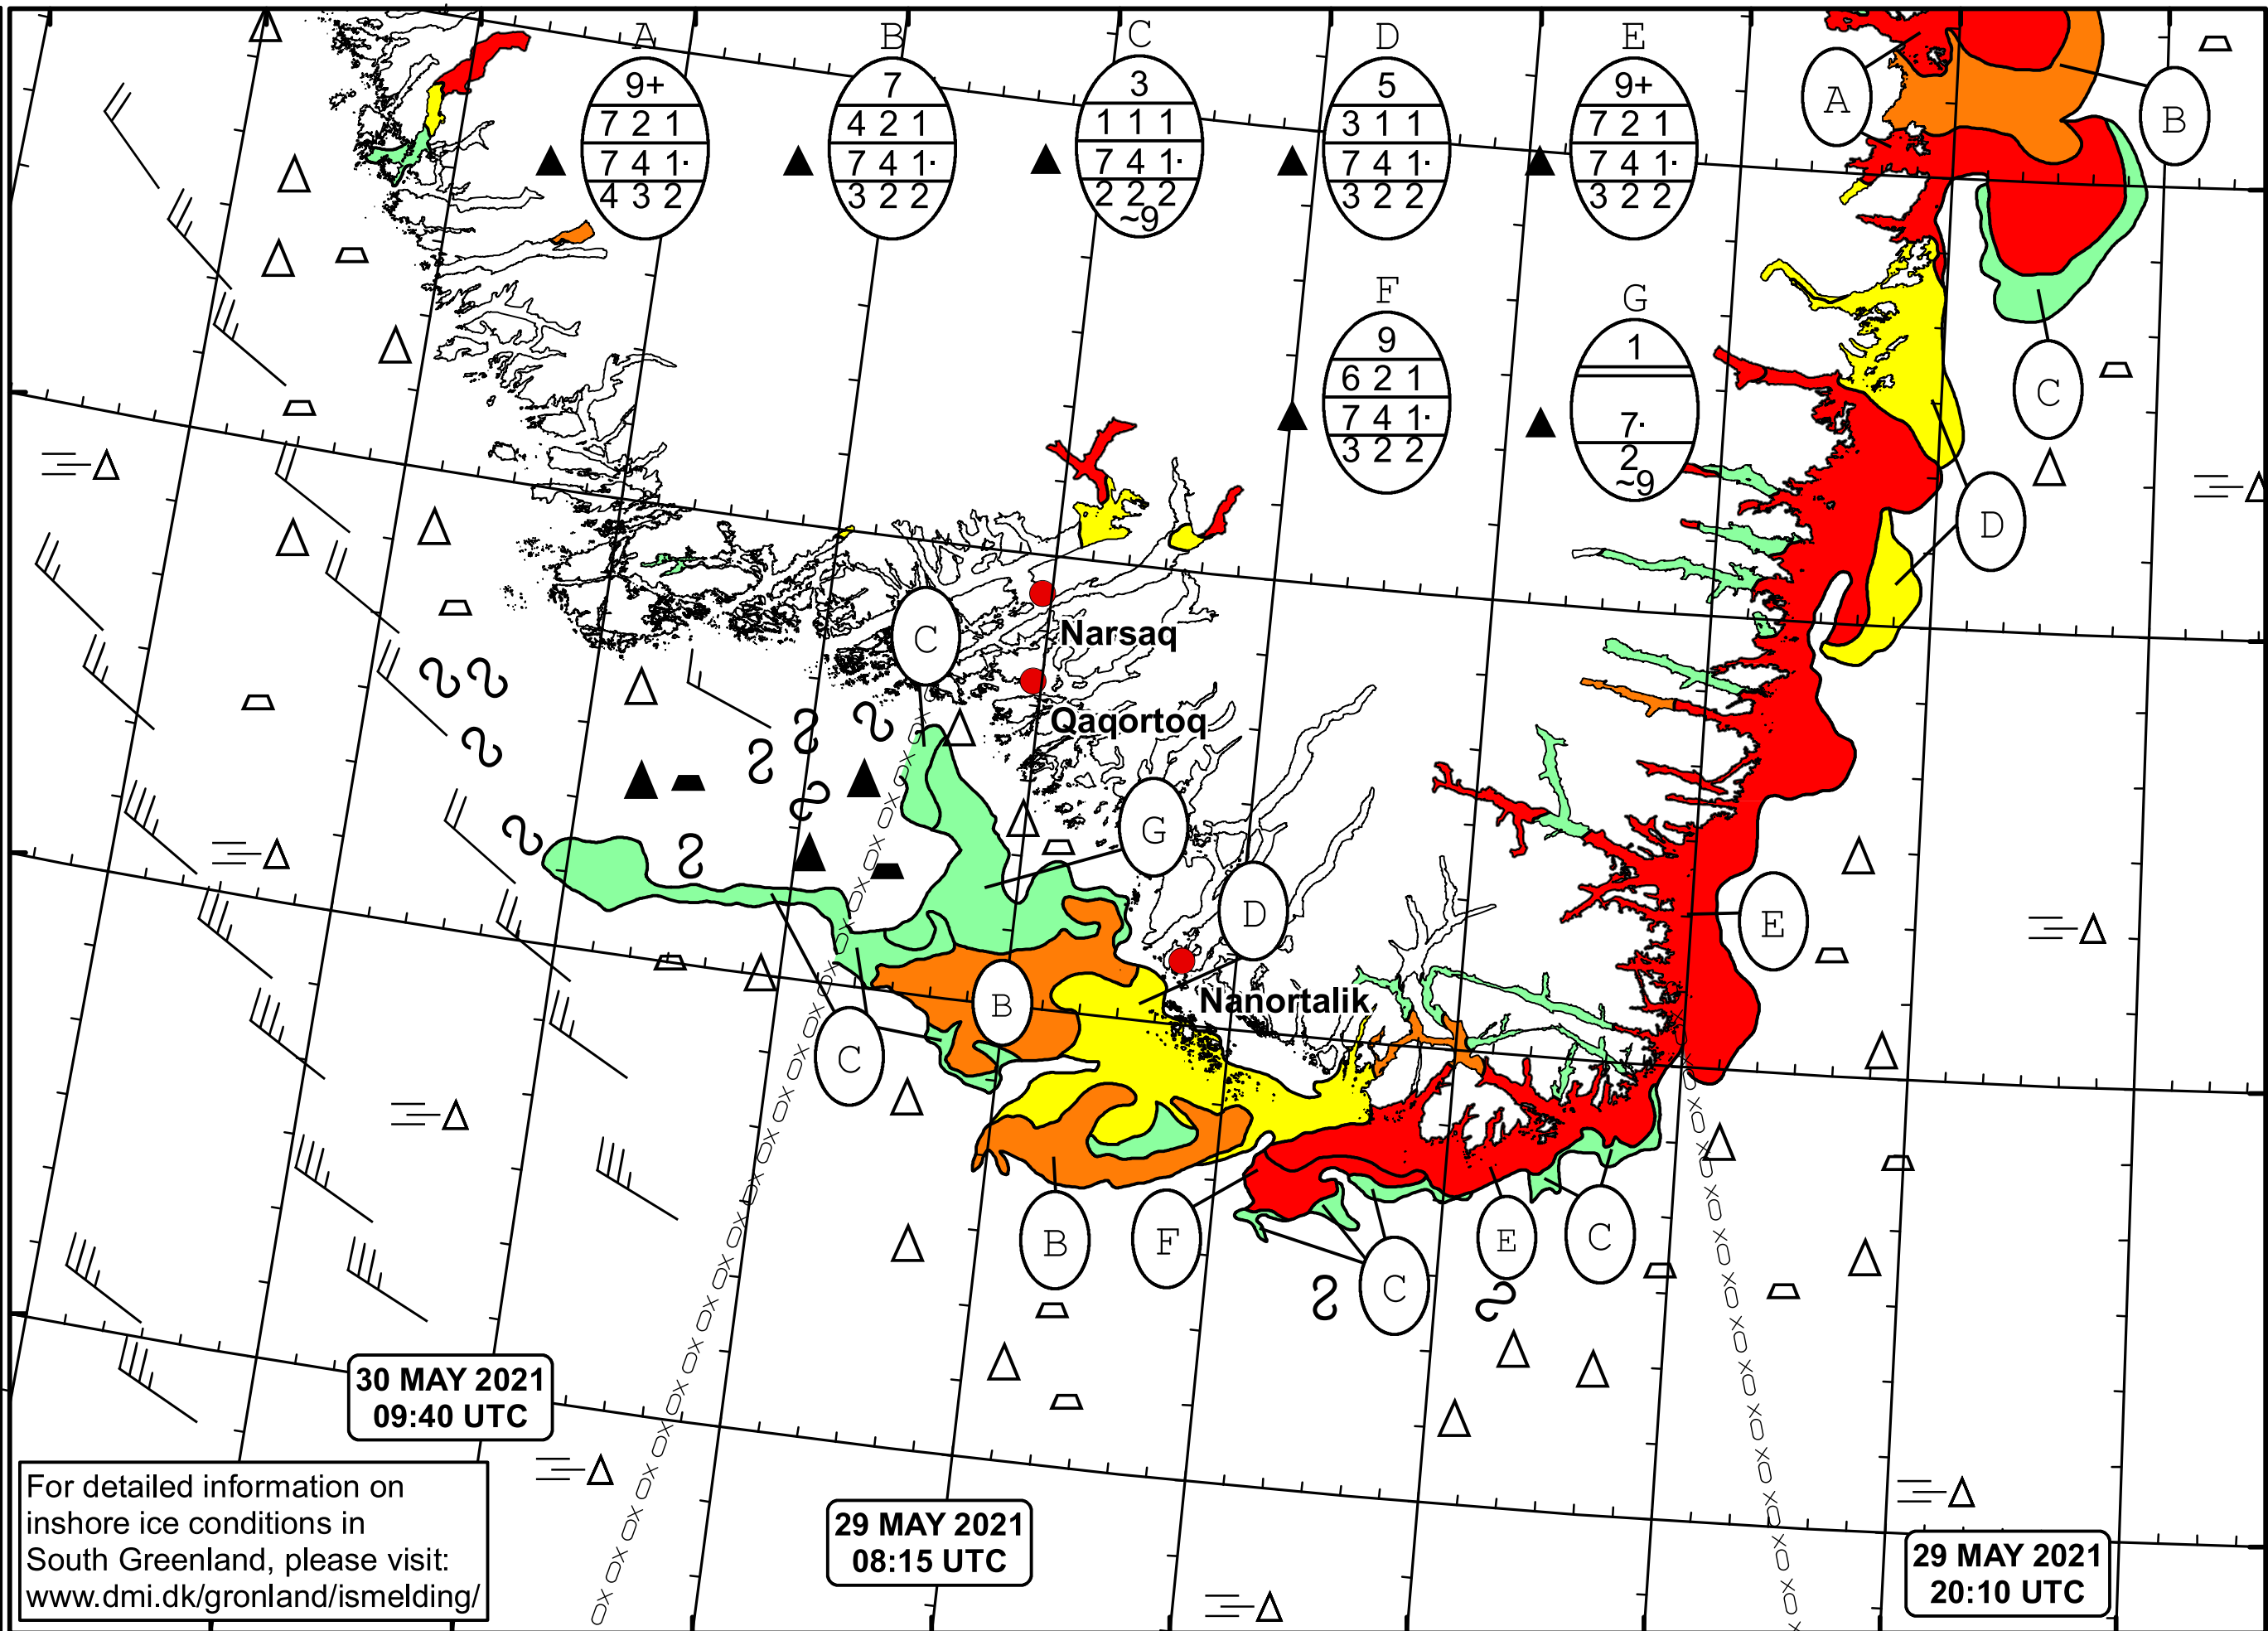 A B C D E
9+ 7 3 5 9+
7 2 1 4 2 1 1 1 1 3 1 1 7 2 1
7 4 1· 7 4 1· 7 4 1· 7 4 1· 7 4 1·
4 3 2 3 2 2 2 2 2 3 2 2 3 2 2
~9
A
B
F G
9 1
6 2 1
7 4 1· 7·
3 2 2 2
~9
C
D
C
Narsaq
Qaqortoq
G
D
E
B
Nanortalik
C
B
F
E
C
C
30 MAY 2021
09:40 UTC
For detailed information on
inshore ice conditions in
South Greenland, please visit:
www.dmi.dk/gronland/ismelding/
29 MAY 2021
08:15 UTC
29 MAY 2021
20:10 UTC